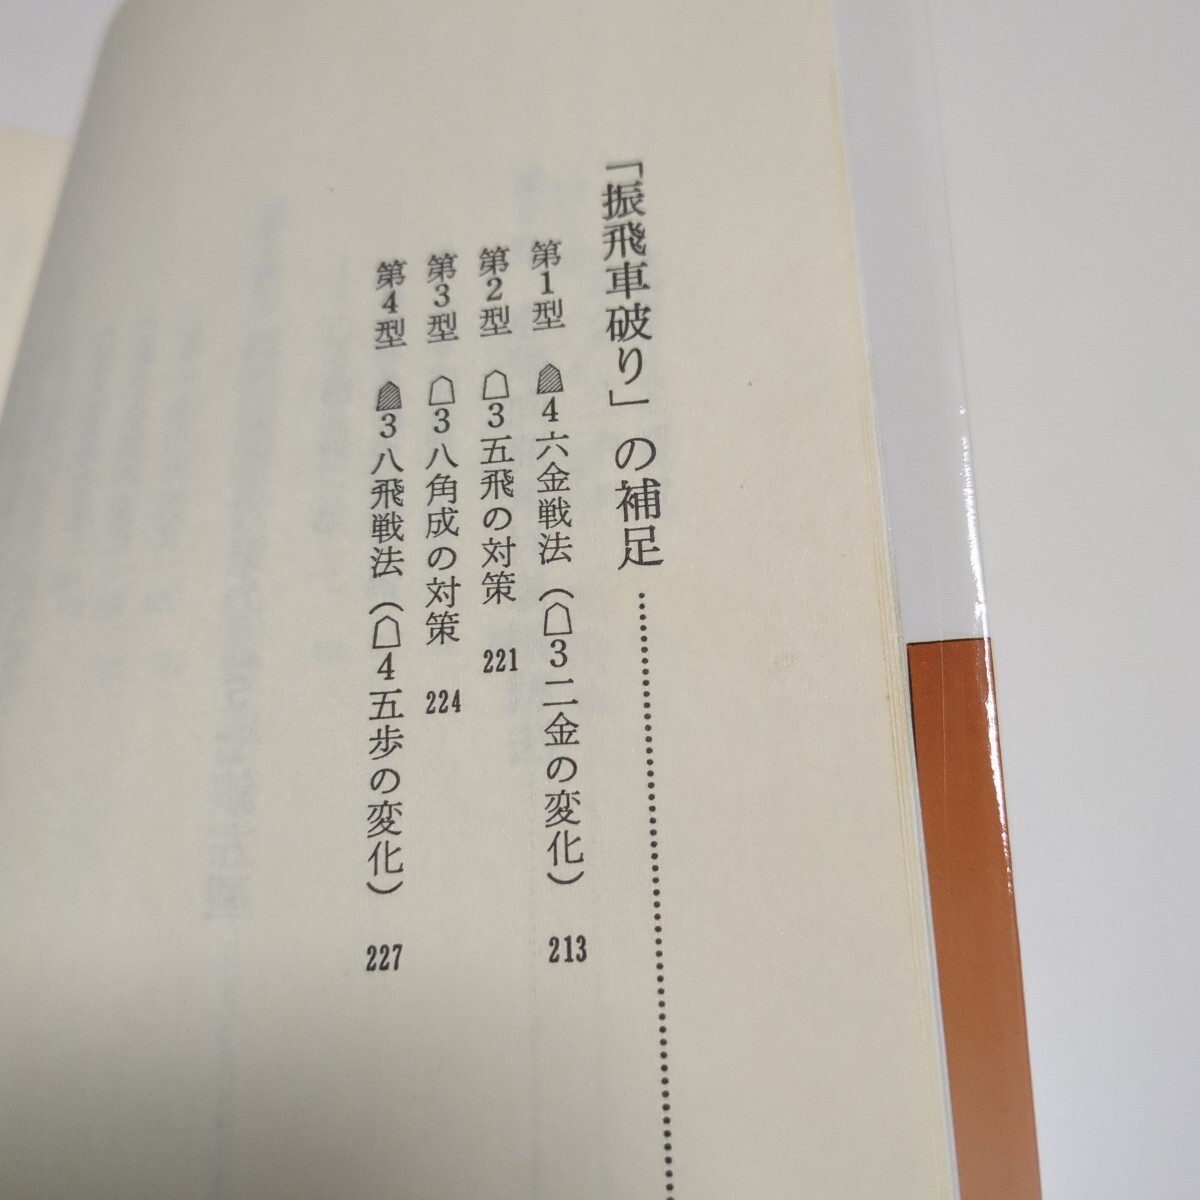 「振飛車破り」の補足……………………
第1型 ☗4六金戦法（☖3二金の変化） 213
第2型 ☖3五飛の対策 221
第3型 ☖3八角成の対策 224
第4型 ☗3八飛戦法（☖4五歩の変化） 227